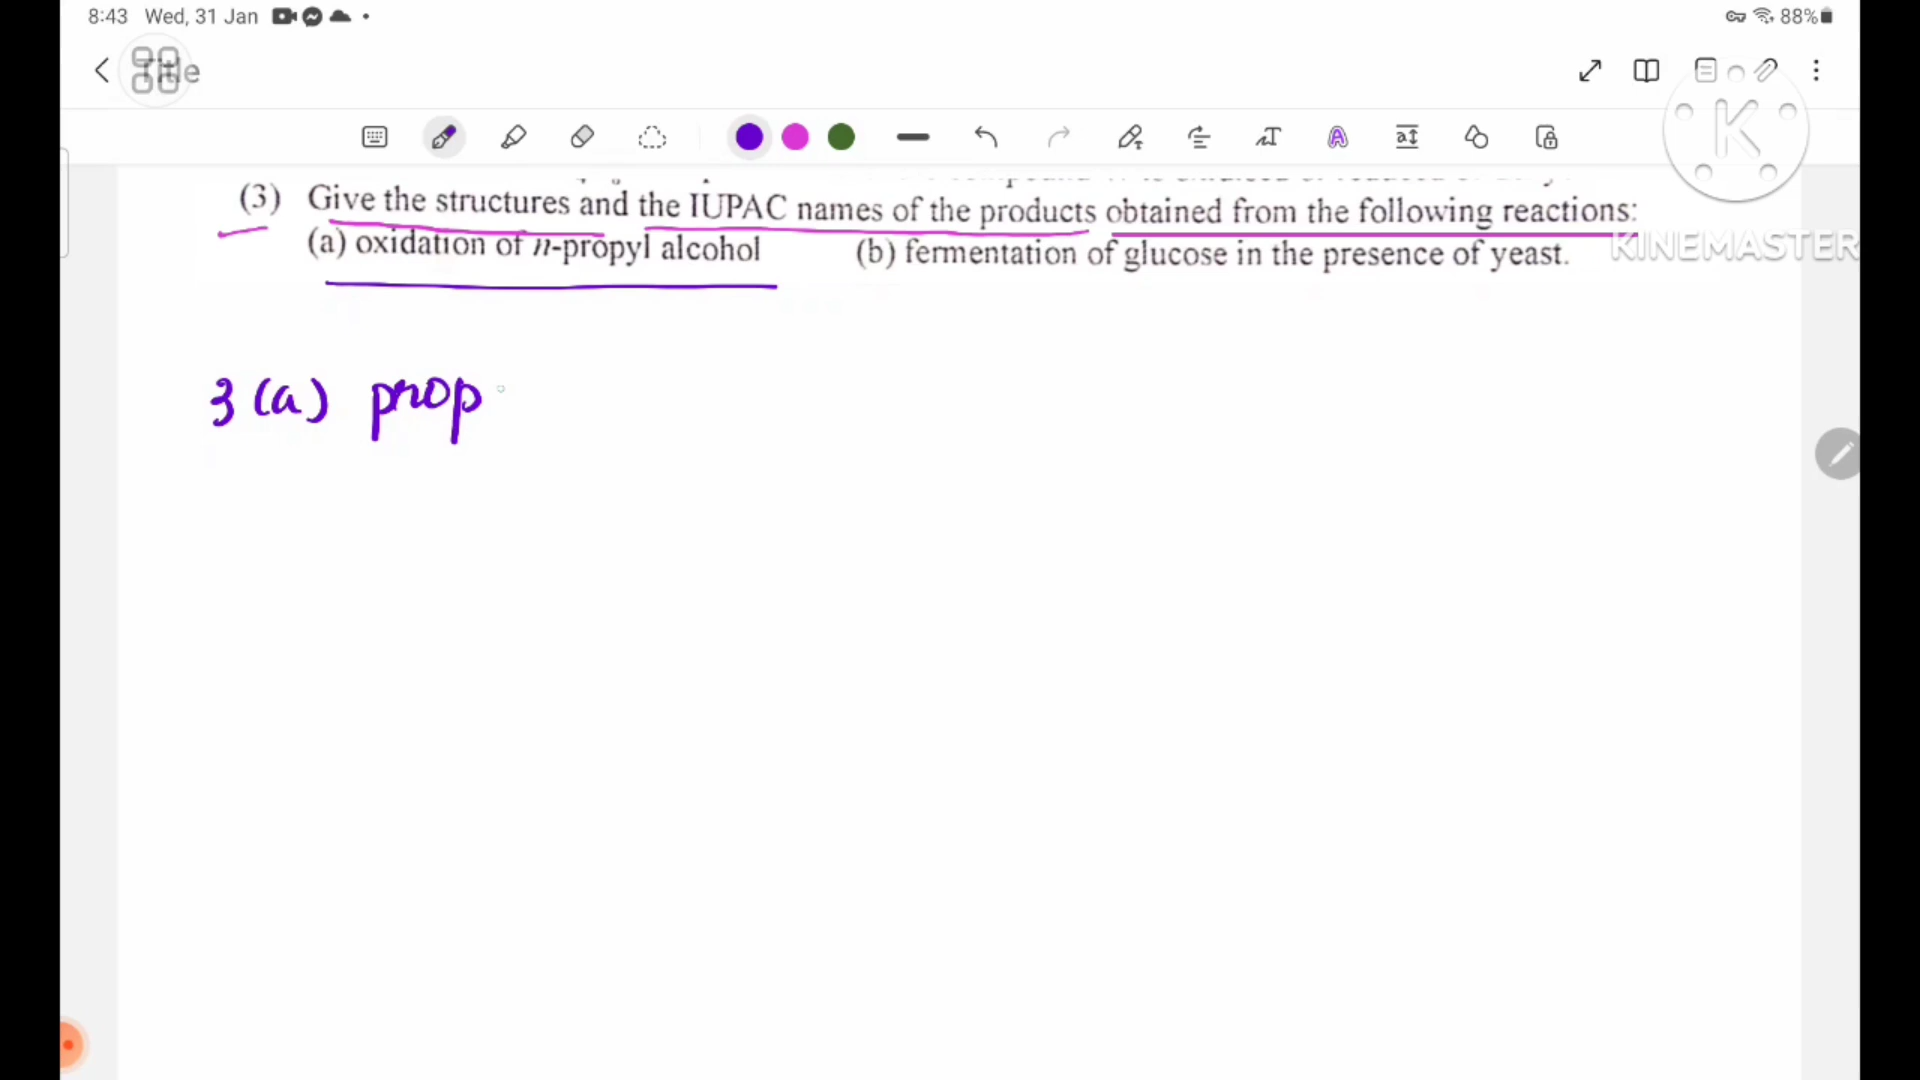 8:43 Wed, 31 Jan 88%
Title
K
(3) Give the structures and the IUPAC names of the products obtained from the following reactions:
KINEMASTER
(a) oxidation of n-propyl alcohol (b) fermentation of glucose in the presence of yeast.
3 (a) prop